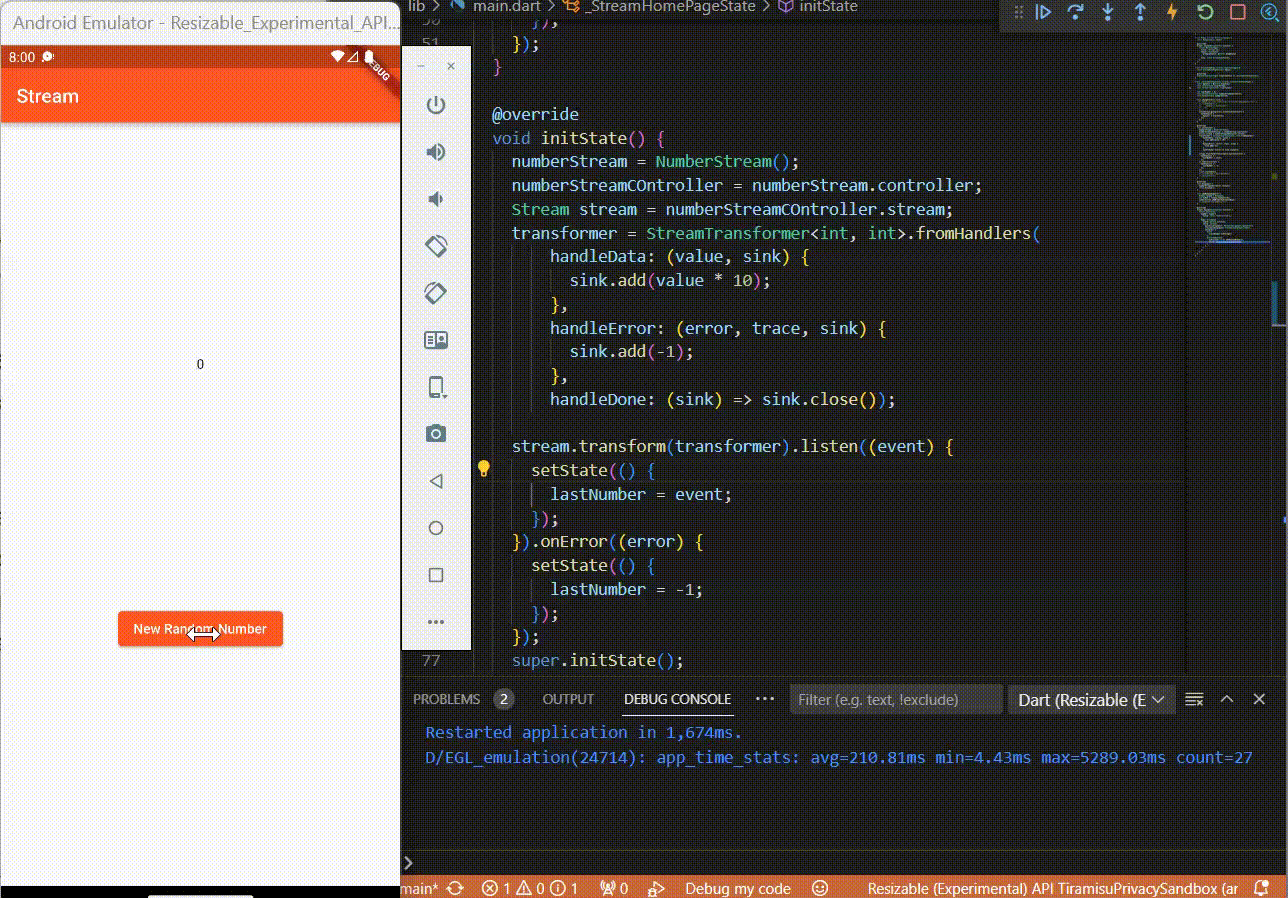 Android Emulator - Resizable_Experimental_API...
8:00
DEBUG
Stream
0
New Random Number
lib > main.dart > _StreamHomePageState > initState
50 });
51 });
}
@override
void initState() {
numberStream = NumberStream();
numberStreamCOntroller = numberStream.controller;
Stream stream = numberStreamCOntroller.stream;
transformer = StreamTransformer<int, int>.fromHandlers(
handleData: (value, sink) {
sink.add(value * 10);
},
handleError: (error, trace, sink) {
sink.add(-1);
},
handleDone: (sink) => sink.close());
stream.transform(transformer).listen((event) {
setState(() {
lastNumber = event;
});
}).onError((error) {
setState(() {
lastNumber = -1;
});
});
77 super.initState();
PROBLEMS 2 OUTPUT DEBUG CONSOLE ... Filter (e.g. text, !exclude) Dart (Resizable (E
Restarted application in 1,674ms.
D/EGL_emulation(24714): app_time_stats: avg=210.81ms min=4.43ms max=5289.03ms count=27
>
main* 1 0 1 0 Debug my code Resizable (Experimental) API TiramisuPrivacySandbox (ar